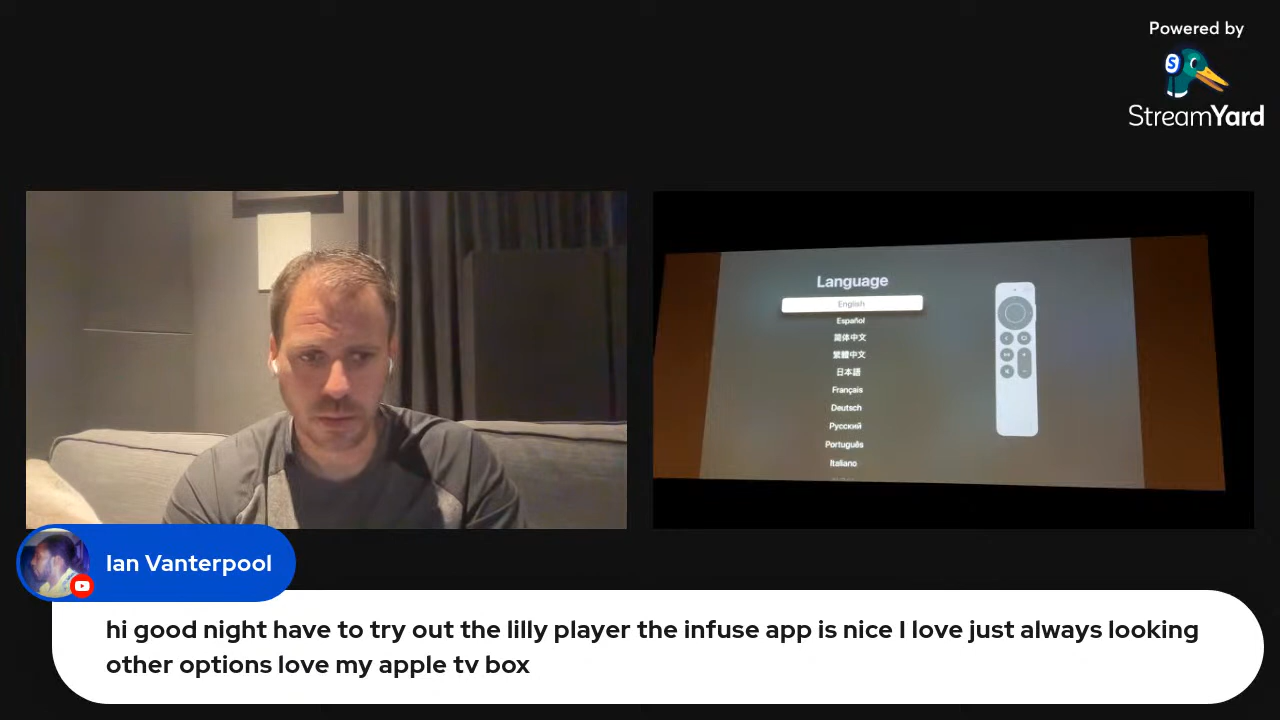 Powered by
S
StreamYard
Language
English
Español
简体中文
繁體中文
日本語
Français
Deutsch
Русский
Português
Italiano
Ian Vanterpool
hi good night have to try out the lilly player the infuse app is nice I love just always looking
other options love my apple tv box